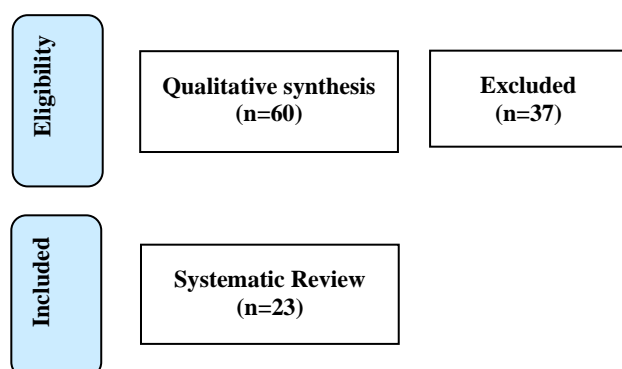 Eligibility
Qualitative synthesis
(n=60)
Excluded
(n=37)
Included
Systematic Review
(n=23)